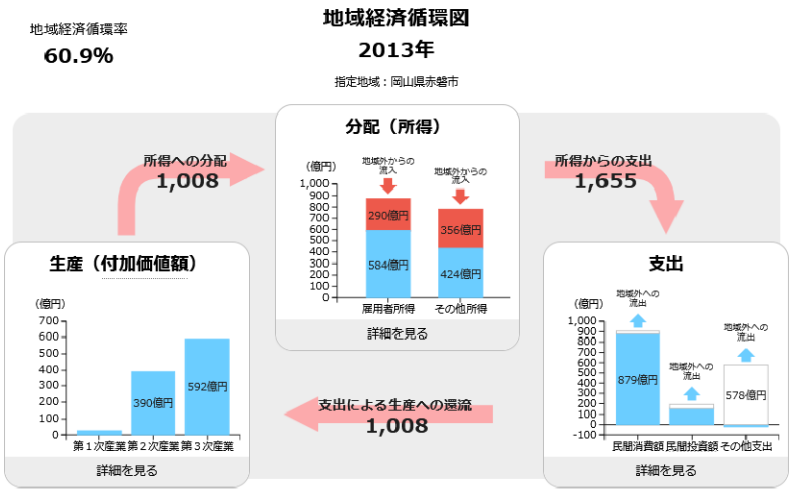 地域経済循環図
2013年
指定地域：岡山県赤磐市
地域経済循環率
60.9%
所得への分配
1,008
分配（所得）
(億円)
地域外からの
流入
地域外からの
流入
1,000
900
800
700
600
500
400
300
200
100
0
290億円
584億円
356億円
424億円
雇用者所得
その他所得
詳細を見る
所得からの支出
1,655
生産（付加価値額）
(億円)
700
600
500
400
300
200
100
0
390億円
592億円
第１次産業 第２次産業 第３次産業
詳細を見る
支出による生産への還流
1,008
支出
(億円)
地域外への
流出
地域外への
流出
地域外への
流出
1,000
900
800
700
600
500
400
300
200
100
0
-100
879億円
578億円
民間消費額 民間投資額 その他支出
詳細を見る